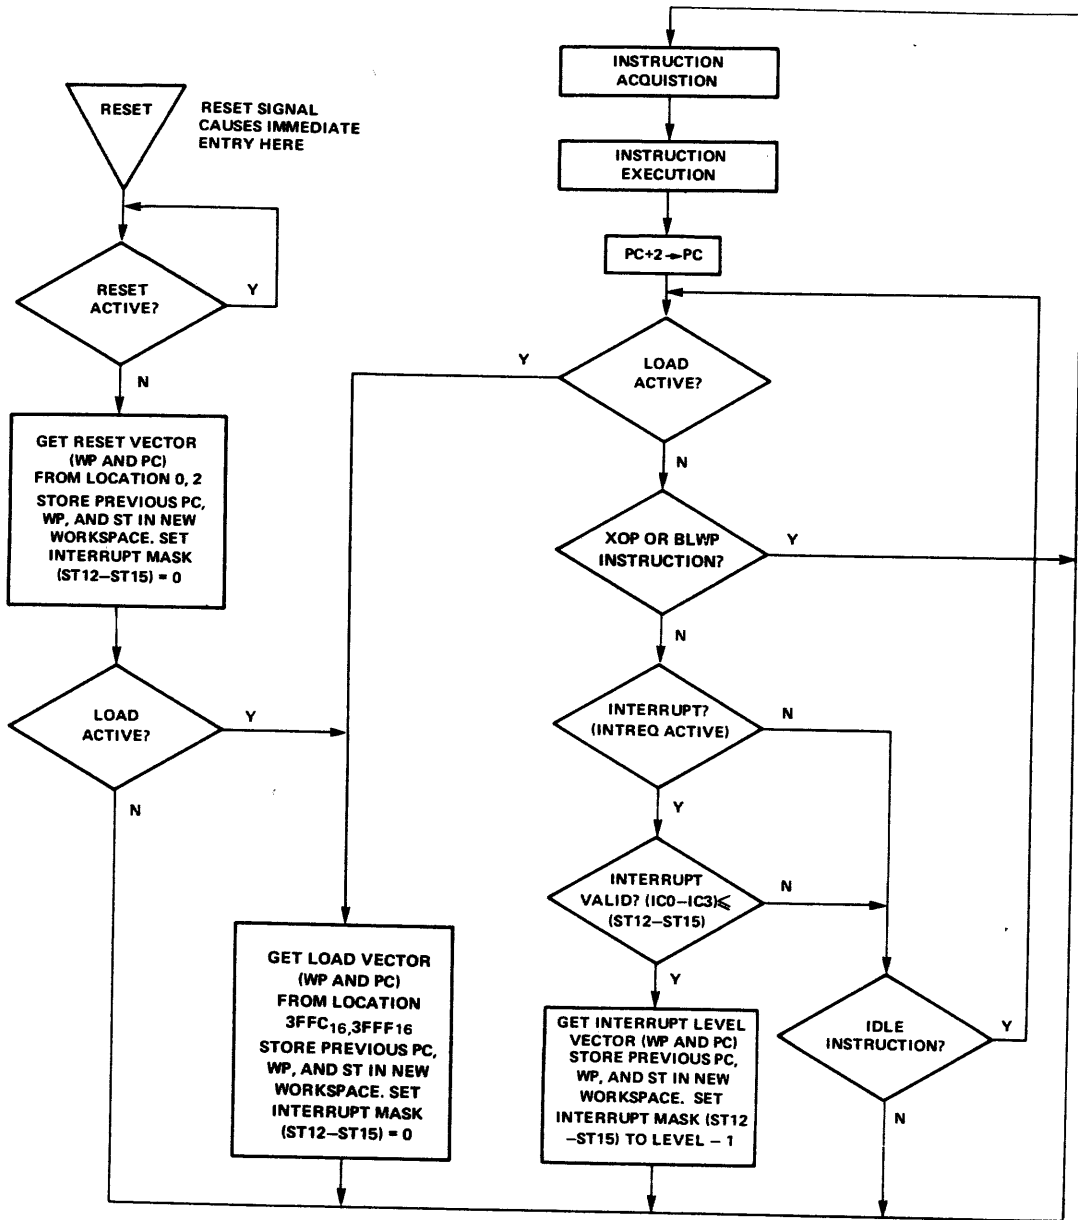 INSTRUCTION
ACQUISTION
RESET
RESET SIGNAL
CAUSES IMMEDIATE
ENTRY HERE
INSTRUCTION
EXECUTION
PC+2→PC
RESET
ACTIVE?
Y
N
LOAD
ACTIVE?
Y
N
GET RESET VECTOR
(WP AND PC)
FROM LOCATION 0, 2
STORE PREVIOUS PC,
WP, AND ST IN NEW
WORKSPACE. SET
INTERRUPT MASK
(ST12–ST15) = 0
XOP OR BLWP
INSTRUCTION?
Y
N
LOAD
ACTIVE?
Y
N
INTERRUPT?
(INTREQ ACTIVE)
N
Y
INTERRUPT
VALID? (IC0–IC3)⩽
(ST12–ST15)
N
Y
GET LOAD VECTOR
(WP AND PC)
FROM LOCATION
3FFC₁₆,3FFF16
STORE PREVIOUS PC,
WP, AND ST IN NEW
WORKSPACE. SET
INTERRUPT MASK
(ST12–ST15) = 0
GET INTERRUPT LEVEL
VECTOR (WP AND PC)
STORE PREVIOUS PC,
WP, AND ST IN NEW
WORKSPACE. SET
INTERRUPT MASK (ST12
–ST15) TO LEVEL – 1
IDLE
INSTRUCTION?
Y
N